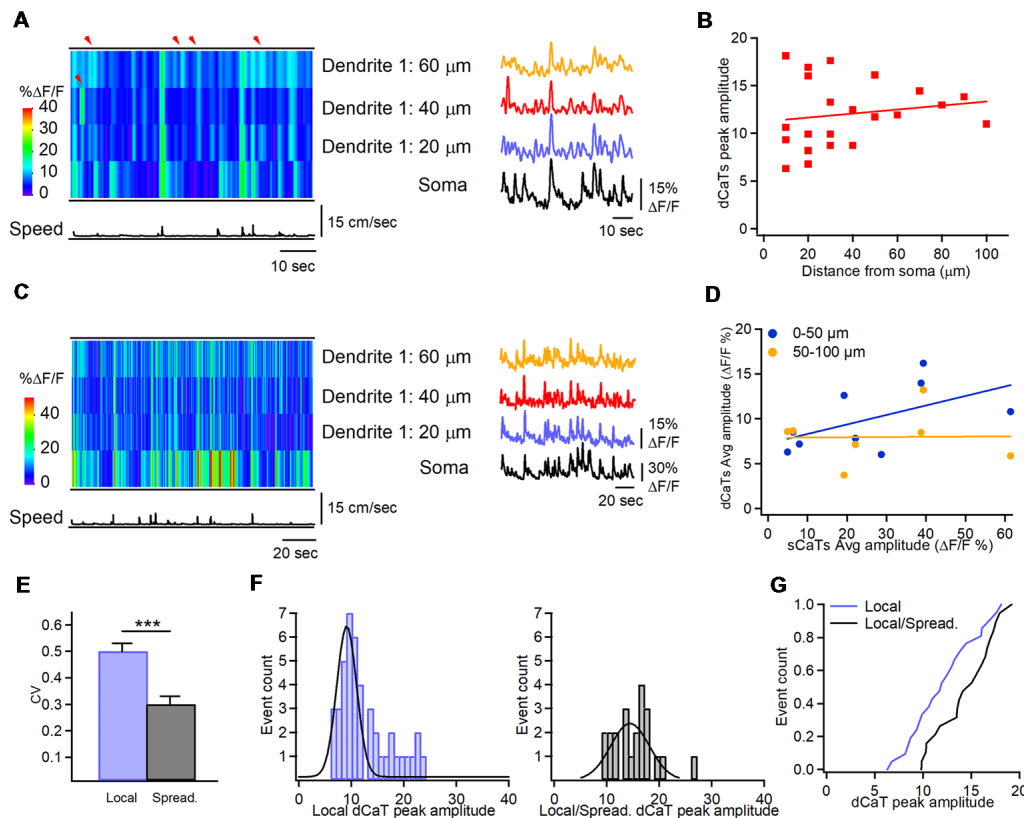 A
%ΔF/F
40
30
20
10
0
Dendrite 1: 60 μm
Dendrite 1: 40 μm
Dendrite 1: 20 μm
Soma
15%
ΔF/F
10 sec
Speed
15 cm/sec
10 sec
B
dCaTs peak amplitude
20
15
10
5
0
0 20 40 60 80 100
Distance from soma (μm)
C
%ΔF/F
40
20
0
Dendrite 1: 60 μm
Dendrite 1: 40 μm
Dendrite 1: 20 μm
Soma
15%
ΔF/F
30%
ΔF/F
20 sec
Speed
15 cm/sec
20 sec
D
dCaTs Avg amplitude (ΔF/F %)
20
15
10
5
0
0-50 μm
50-100 μm
0 10 20 30 40 50 60
sCaTs Avg amplitude (ΔF/F %)
E
CV
0.6
0.5
0.4
0.3
0.2
0.1
***
Local Spread.
F
Event count
7
6
5
4
3
2
1
0 10 20 30 40
Local dCaT peak amplitude
Event count
7
6
5
4
3
2
1
0 10 20 30 40
Local/Spread. dCaT peak amplitude
G
Event count
1.0
0.8
0.6
0.4
0.2
0.0
Local
Local/Spread.
0 5 10 15 20
dCaT peak amplitude